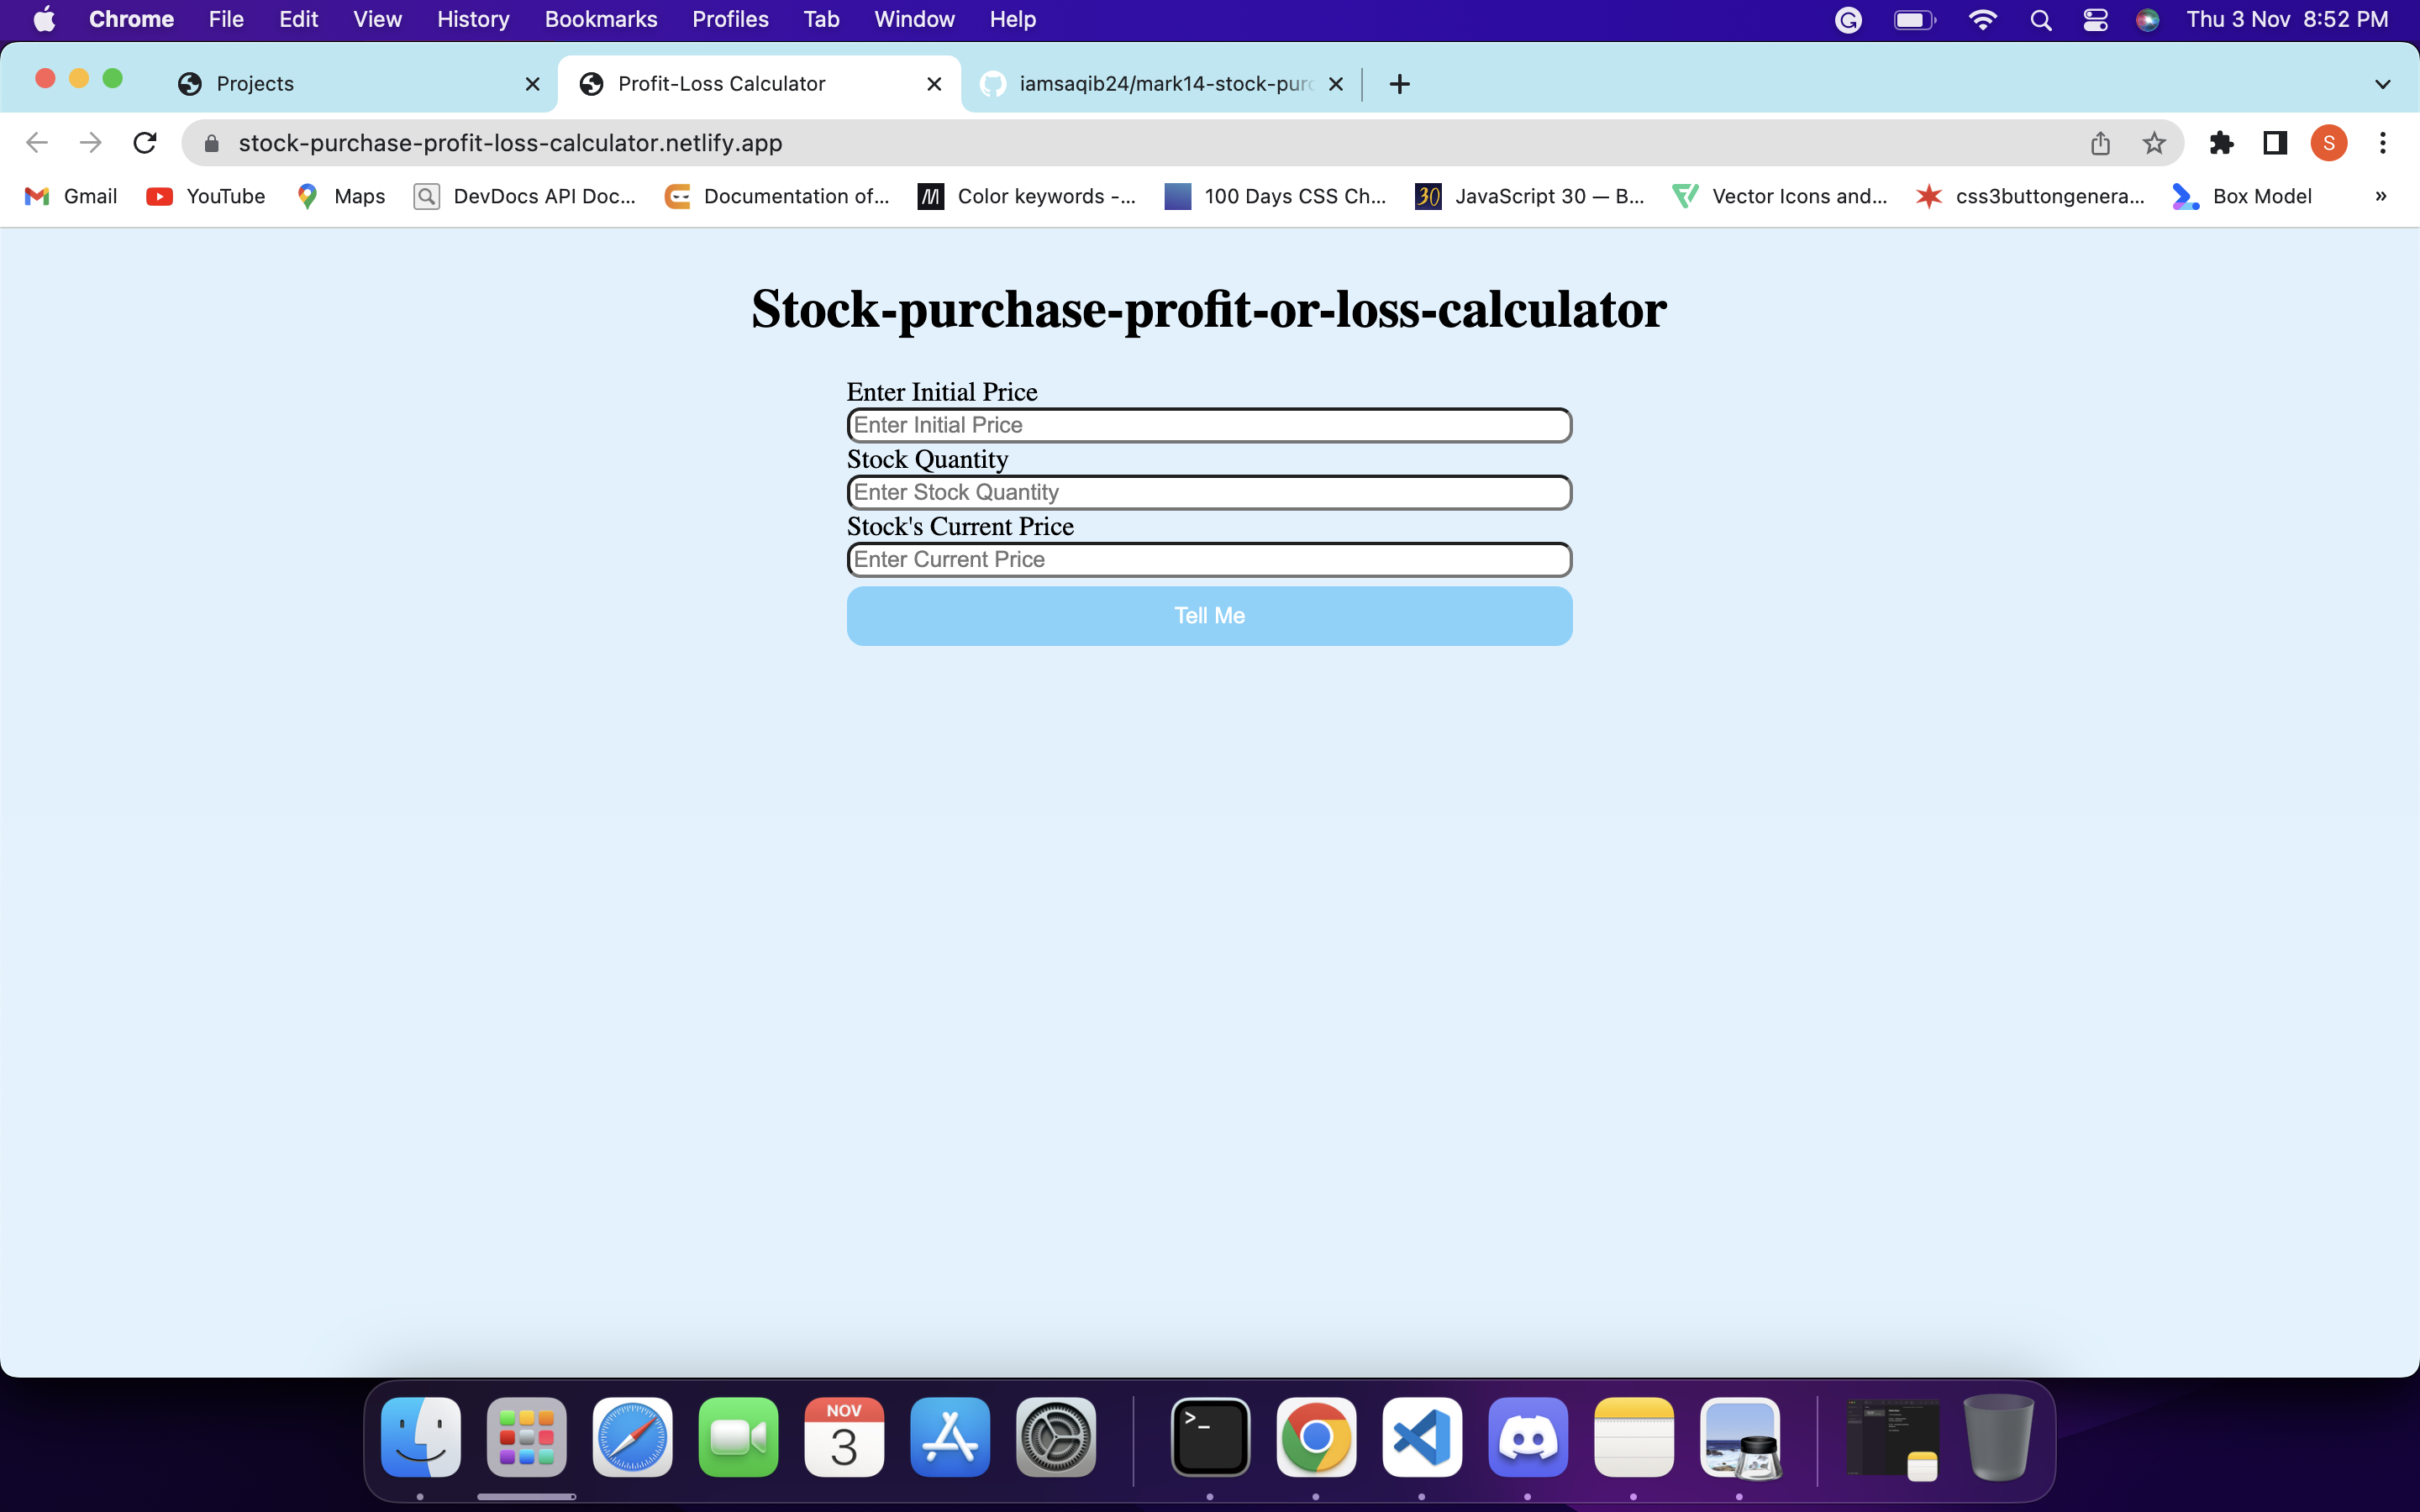 Chrome File Edit View History Bookmarks Profiles Tab Window Help Thu 3 Nov 8:52 PM
Projects Profit-Loss Calculator iamsaqib24/mark14-stock-purc
stock-purchase-profit-loss-calculator.netlify.app S
Gmail YouTube Maps DevDocs API Doc... Documentation of... Color keywords -... 100 Days CSS Ch... 30 JavaScript 30 — B... Vector Icons and... css3buttongenera... Box Model »
Stock-purchase-profit-or-loss-calculator
Enter Initial Price
Enter Initial Price
Stock Quantity
Enter Stock Quantity
Stock's Current Price
Enter Current Price
Tell Me
NOV
3